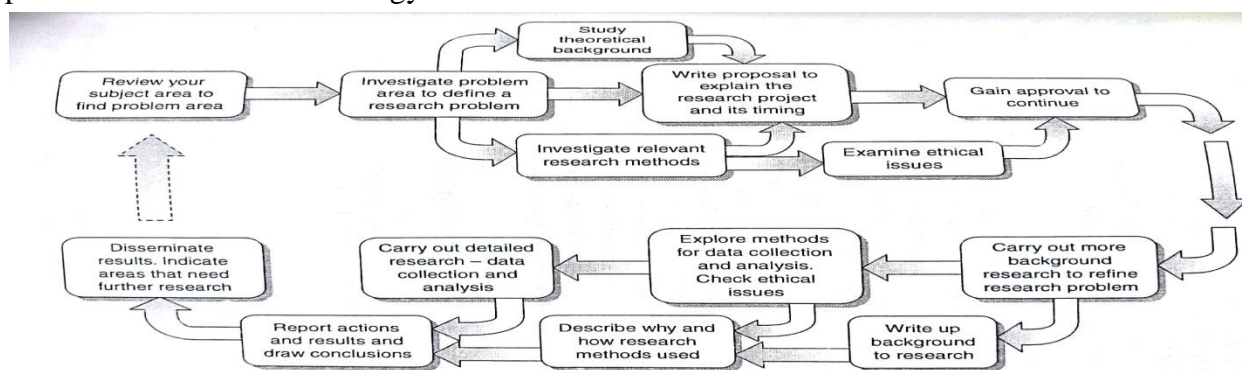 Study
theoretical
background
Review your
subject area to
find problem area
Investigate problem
area to define a
research problem
Write proposal to
explain the
research project
and its timing
Gain approval to
continue
Investigate relevant
research methods
Examine ethical
issues
Disseminate
results. Indicate
areas that need
further research
Carry out detailed
research – data
collection and
analysis
Explore methods
for data collection
and analysis.
Check ethical
issues
Carry out more
background
research to refine
research problem
Report actions
and results and
draw conclusions
Describe why and
how research
methods used
Write up
background
to research